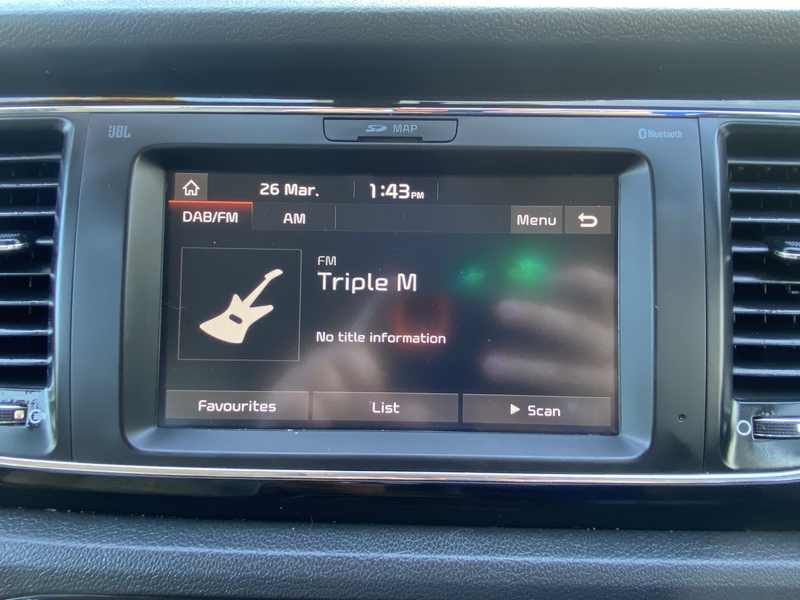 JBL
SD MAP
Bluetooth
26 Mar. 1:43PM
DAB/FM AM Menu
FM
Triple M
No title information
Favourites List Scan